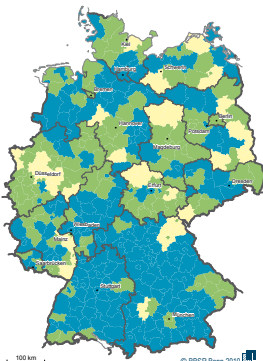 Kiel
Hamburg
Schwerin
Bremen
Berlin
Hannover
Potsdam
Magdeburg
Düsseldorf
Erfurt
Dresden
Wiesbaden
Mainz
Saarbrücken
Stuttgart
München
100 km
© BBSR Bonn 2010